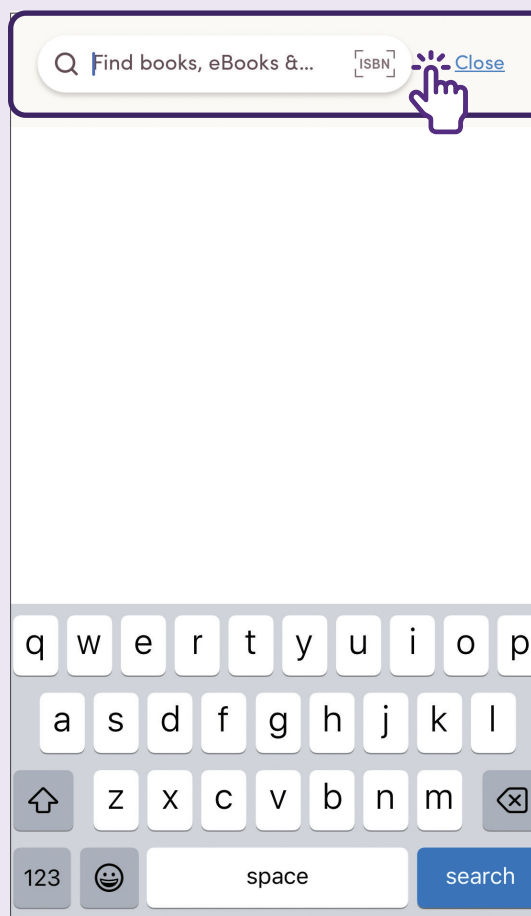 Find books, eBooks &... ISBN Close
q w e r t y u i o p
a s d f g h j k l
z x c v b n m
123 space search